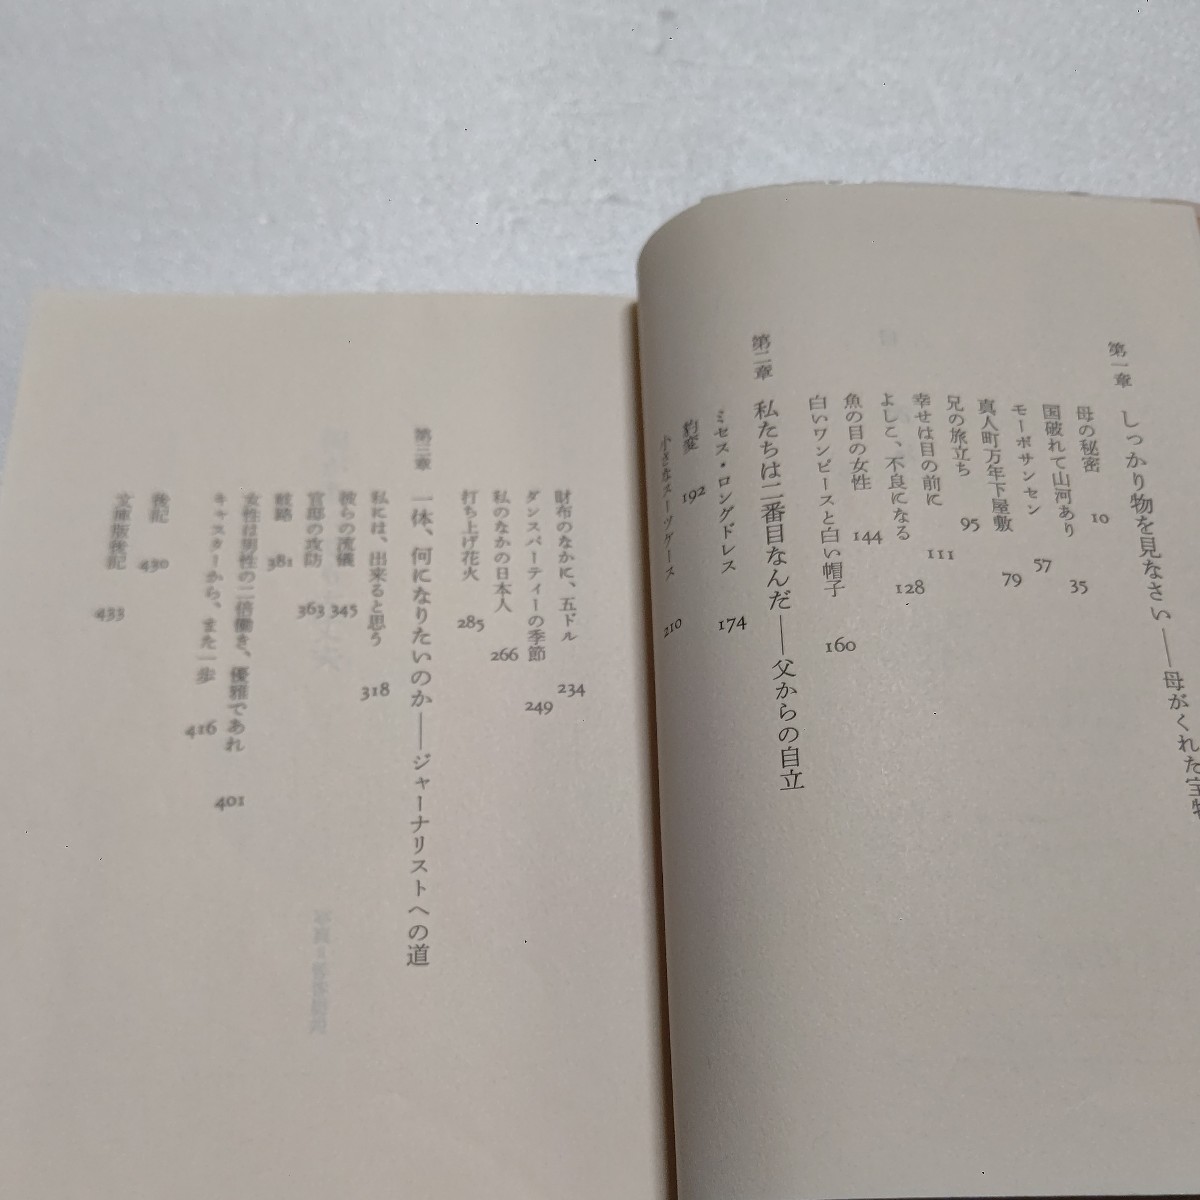 第一章 しっかり物を見なさい——母がくれた宝物
母の秘密 10
国破れて山河あり 35
モーボサンセン 57
真人町万年下屋敷 79
兄の旅立ち 95
幸せは目の前に 111
よしこ、不良になる 128
魚の目の女性 144
白いワンピースと白い帽子 160
第二章 私たちは二番目なんだ——父からの自立
ミセス・ロングドレス 174
豹変 192
小さなスーツケース 210
財布のなかに、五ドル 234
ダンスパーティーの季節 249
私のなかの日本人 266
打ち上げ花火 285
第三章 一体、何になりたいのか——ジャーナリストへの道
私には、出来ると思う 318
彼らの流儀 345
官邸の攻防 363
岐路 381
女性は男性の二倍働き、優雅であれ 401
キャスターから、また一歩 416
後記 430
文庫版後記 433